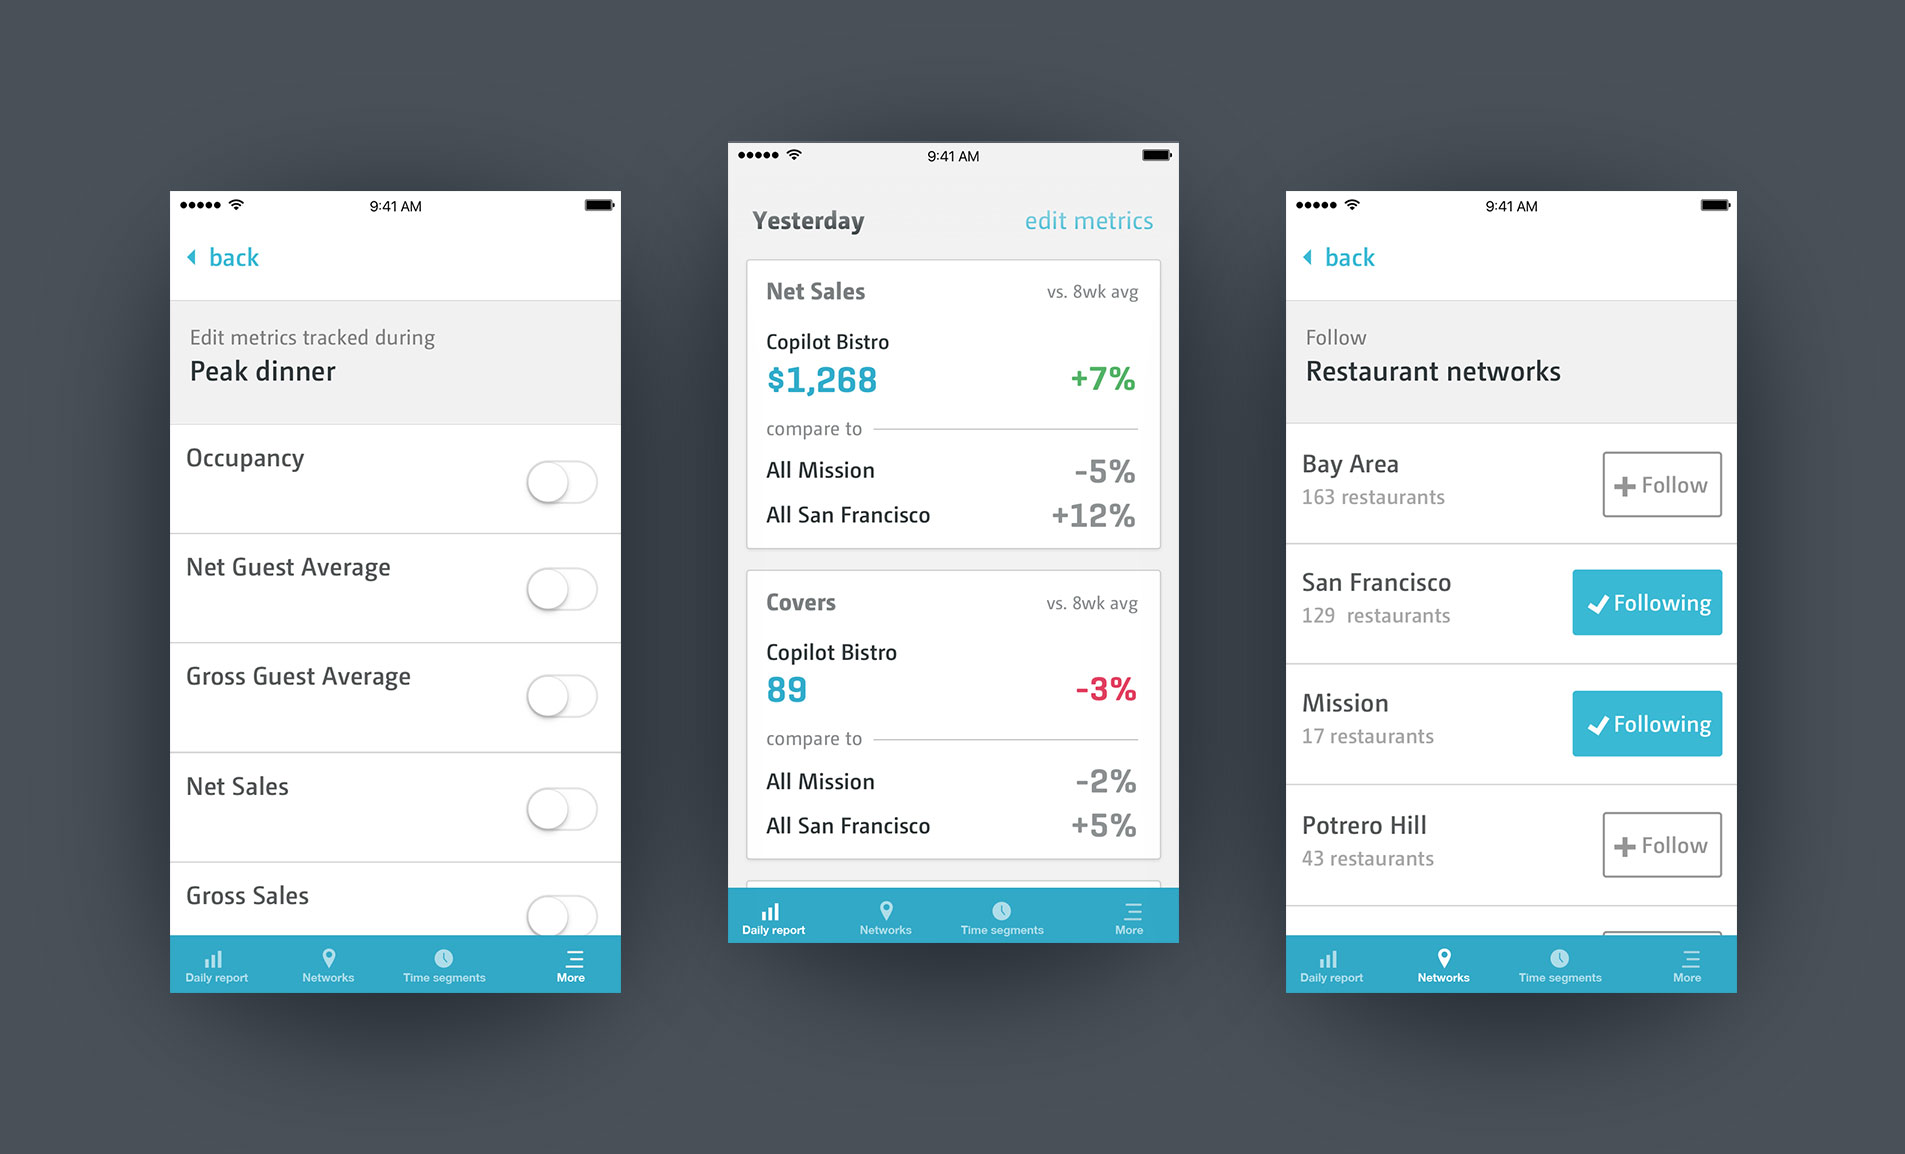 9:41 AM
back
Edit metrics tracked during
Peak dinner
Occupancy
Net Guest Average
Gross Guest Average
Net Sales
Gross Sales
Daily report Networks Time segments More
9:41 AM
Yesterday edit metrics
Net Sales vs. 8wk avg
Copilot Bistro
$1,268 +7%
compare to
All Mission -5%
All San Francisco +12%
Covers vs. 8wk avg
Copilot Bistro
89 -3%
compare to
All Mission -2%
All San Francisco +5%
Daily report Networks Time segments More
9:41 AM
back
Follow
Restaurant networks
Bay Area
163 restaurants
Follow
San Francisco
129 restaurants
Following
Mission
17 restaurants
Following
Potrero Hill
43 restaurants
Follow
Daily report Networks Time segments More